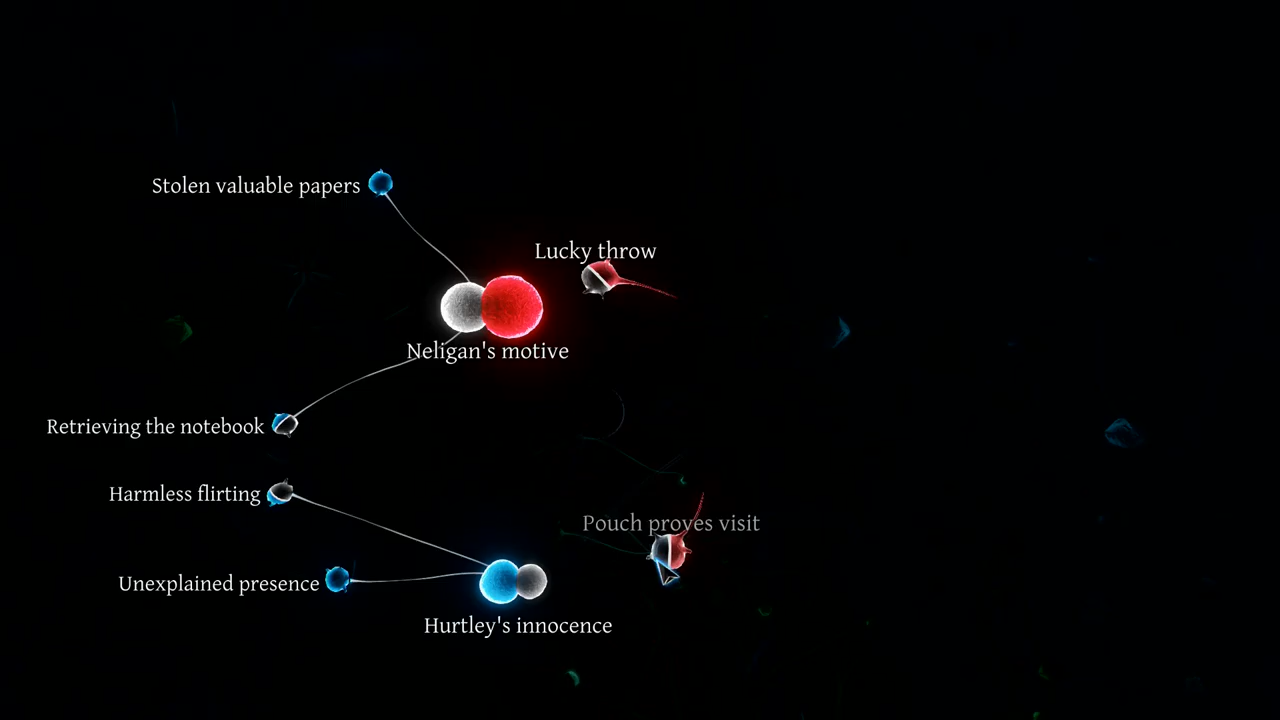 Stolen valuable papers
Lucky throw
Neligan's motive
Retrieving the notebook
Harmless flirting
Pouch proves visit
Unexplained presence
Hurtley's innocence